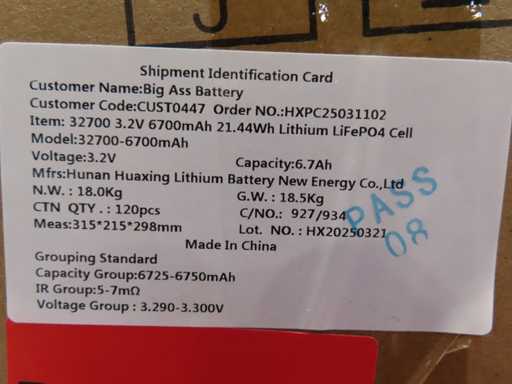 Shipment Identification Card
Customer Name:Big Ass Battery
Customer Code:CUST0447 Order NO.:HXPC25031102
Item: 32700 3.2V 6700mAh 21.44Wh Lithium LiFePO4 Cell
Model:32700-6700mAh
Voltage:3.2V Capacity:6.7Ah
Mfrs:Hunan Huaxing Lithium Battery New Energy Co.,Ltd
N.W. : 18.0Kg G.W. : 18.5Kg
CTN QTY. : 120pcs C/NO.: 927/934
Meas:315*215*298mm Lot. NO. : HX20250321
PASS
08
Made In China
Grouping Standard
Capacity Group:6725-6750mAh
IR Group:5-7mΩ
Voltage Group : 3.290-3.300V